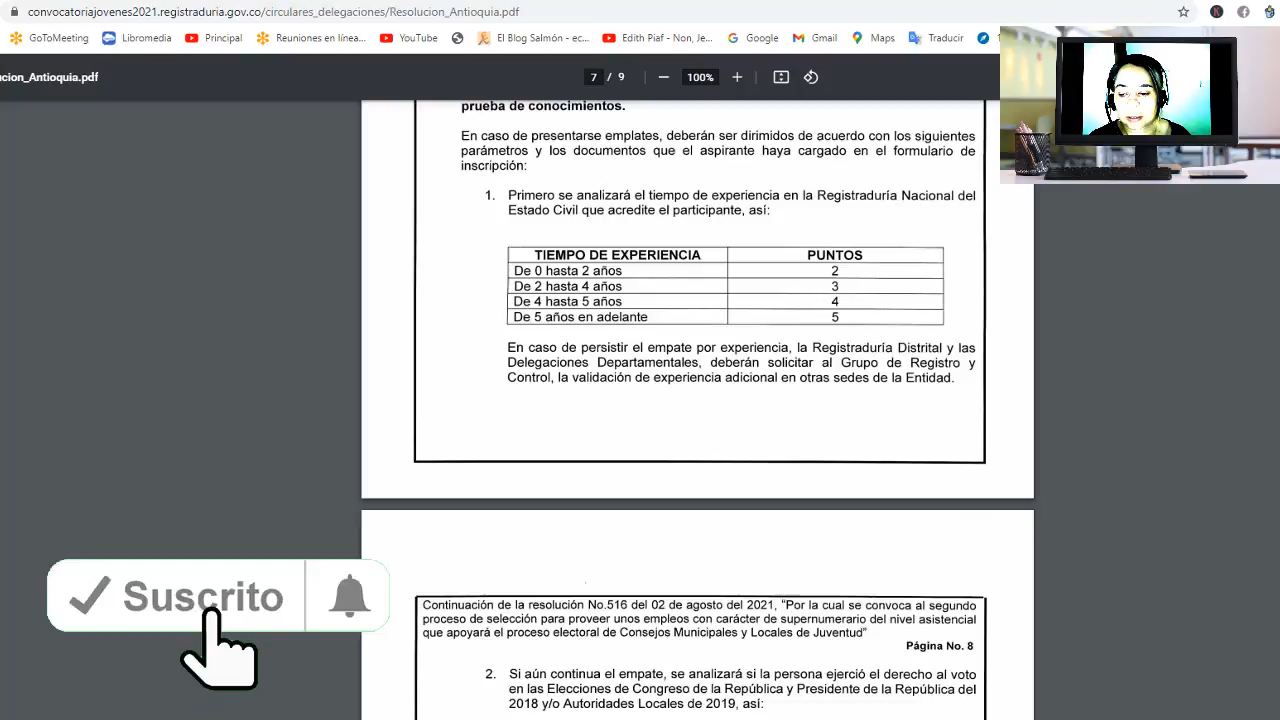 convocatoriajovenes2021.registraduria.gov.co/circulares_delegaciones/Resolucion_Antioquia.pdf
GoToMeeting Libromedia Principal Reuniones en línea... YouTube El Blog Salmón - ec... Edith Piaf - Non, Je... Google Gmail Maps Traducir
ucion_Antioquia.pdf 7 / 9 — 100% +
prueba de conocimientos.
En caso de presentarse emplates, deberán ser dirimidos de acuerdo con los siguientes
parámetros y los documentos que el aspirante haya cargado en el formulario de
inscripción:
1. Primero se analizará el tiempo de experiencia en la Registraduría Nacional del
Estado Civil que acredite el participante, así:
TIEMPO DE EXPERIENCIA PUNTOS
De 0 hasta 2 años 2
De 2 hasta 4 años 3
De 4 hasta 5 años 4
De 5 años en adelante 5
En caso de persistir el empate por experiencia, la Registraduría Distrital y las
Delegaciones Departamentales, deberán solicitar al Grupo de Registro y
Control, la validación de experiencia adicional en otras sedes de la Entidad.
Suscrito
Continuación de la resolución No.516 del 02 de agosto del 2021, "Por la cual se convoca al segundo
proceso de selección para proveer unos empleos con carácter de supernumerario del nivel asistencial
que apoyará el proceso electoral de Consejos Municipales y Locales de Juventud"
Página No. 8
2. Si aún continua el empate, se analizará si la persona ejerció el derecho al voto
en las Elecciones de Congreso de la República y Presidente de la República del
2018 y/o Autoridades Locales de 2019, así: